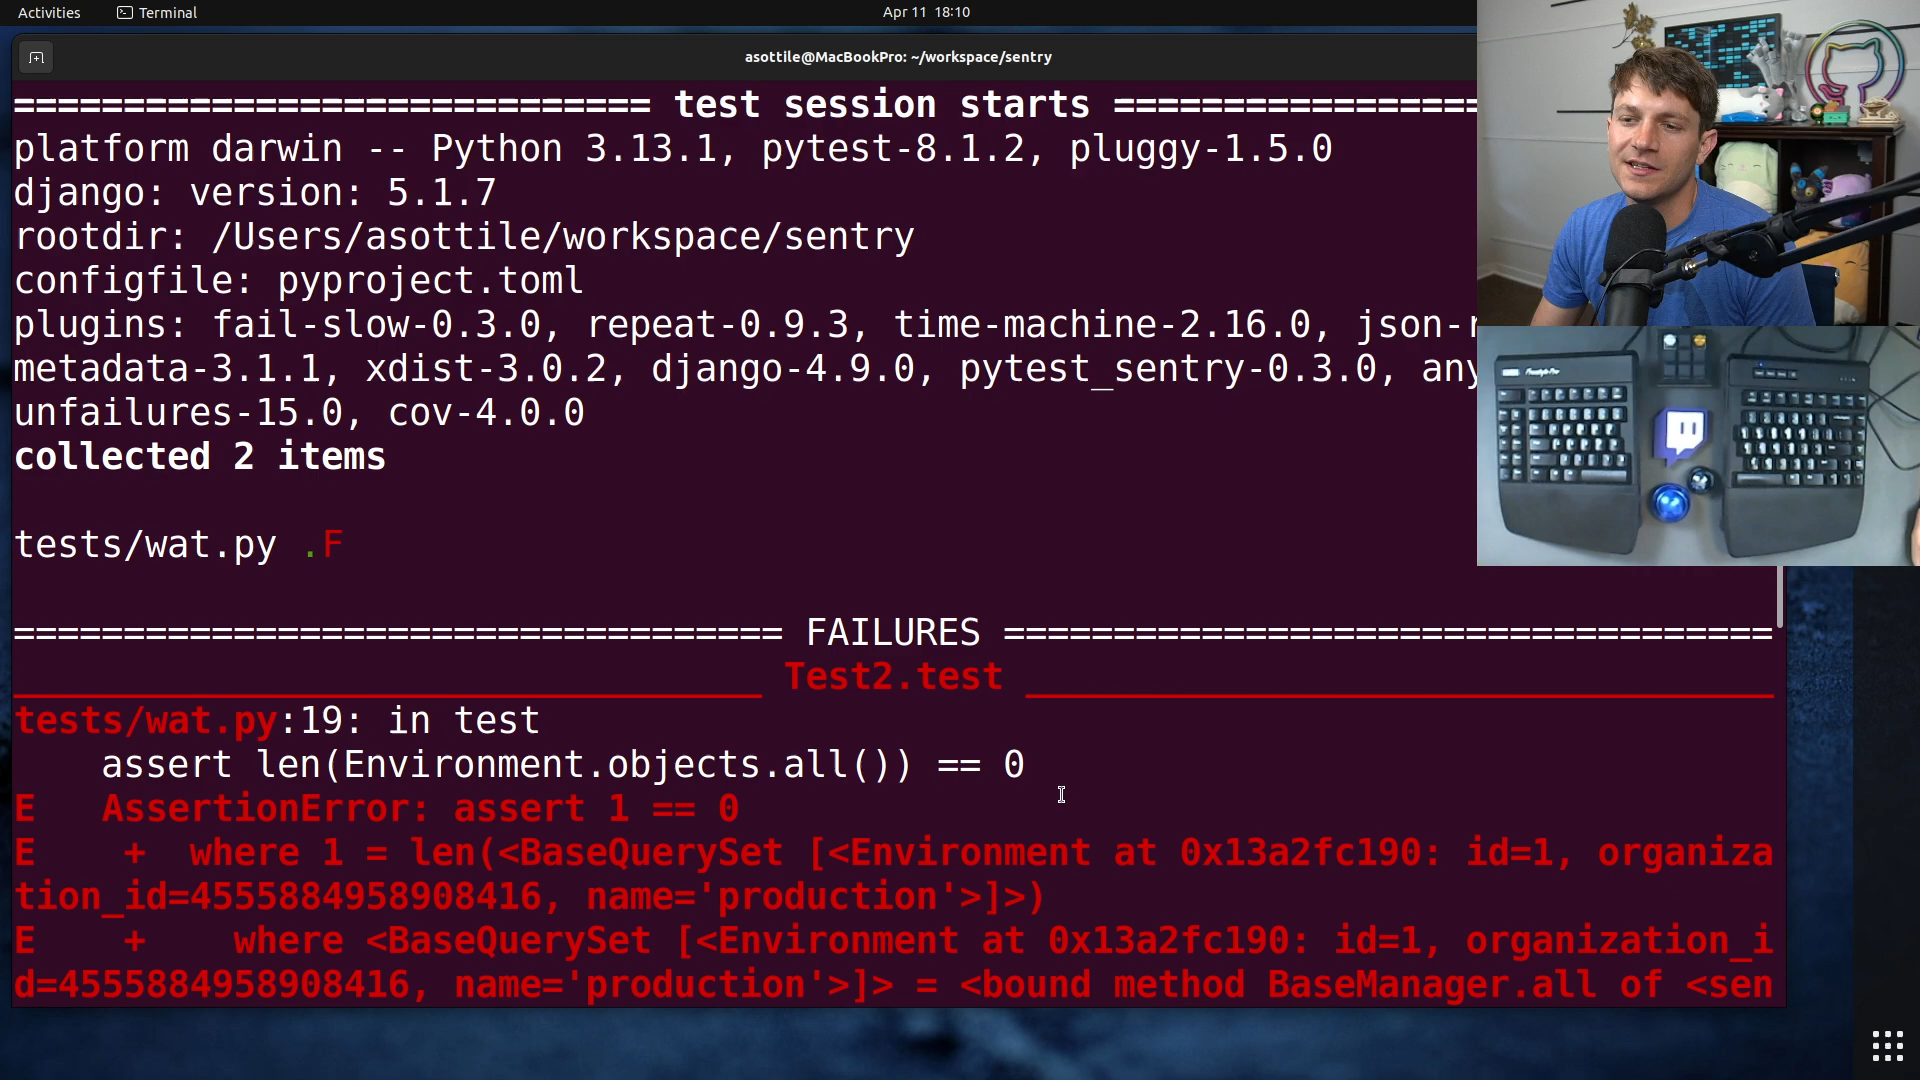 Activities
Terminal
Apr 11 18:10
asottile@MacBookPro: ~/workspace/sentry
============================= test session starts =================
platform darwin -- Python 3.13.1, pytest-8.1.2, pluggy-1.5.0
django: version: 5.1.7
rootdir: /Users/asottile/workspace/sentry
configfile: pyproject.toml
plugins: fail-slow-0.3.0, repeat-0.9.3, time-machine-2.16.0, json-r
metadata-3.1.1, xdist-3.0.2, django-4.9.0, pytest_sentry-0.3.0, any
unfailures-15.0, cov-4.0.0
collected 2 items
tests/wat.py .F
=================================== FAILURES ===================================
__________________________________ Test2.test __________________________________
tests/wat.py:19: in test
    assert len(Environment.objects.all()) == 0
E   AssertionError: assert 1 == 0
E    +  where 1 = len(<BaseQuerySet [<Environment at 0x13a2fc190: id=1, organiza
tion_id=4555884958908416, name='production'>]>)
E    +    where <BaseQuerySet [<Environment at 0x13a2fc190: id=1, organization_i
d=4555884958908416, name='production'>]> = <bound method BaseManager.all of <sen